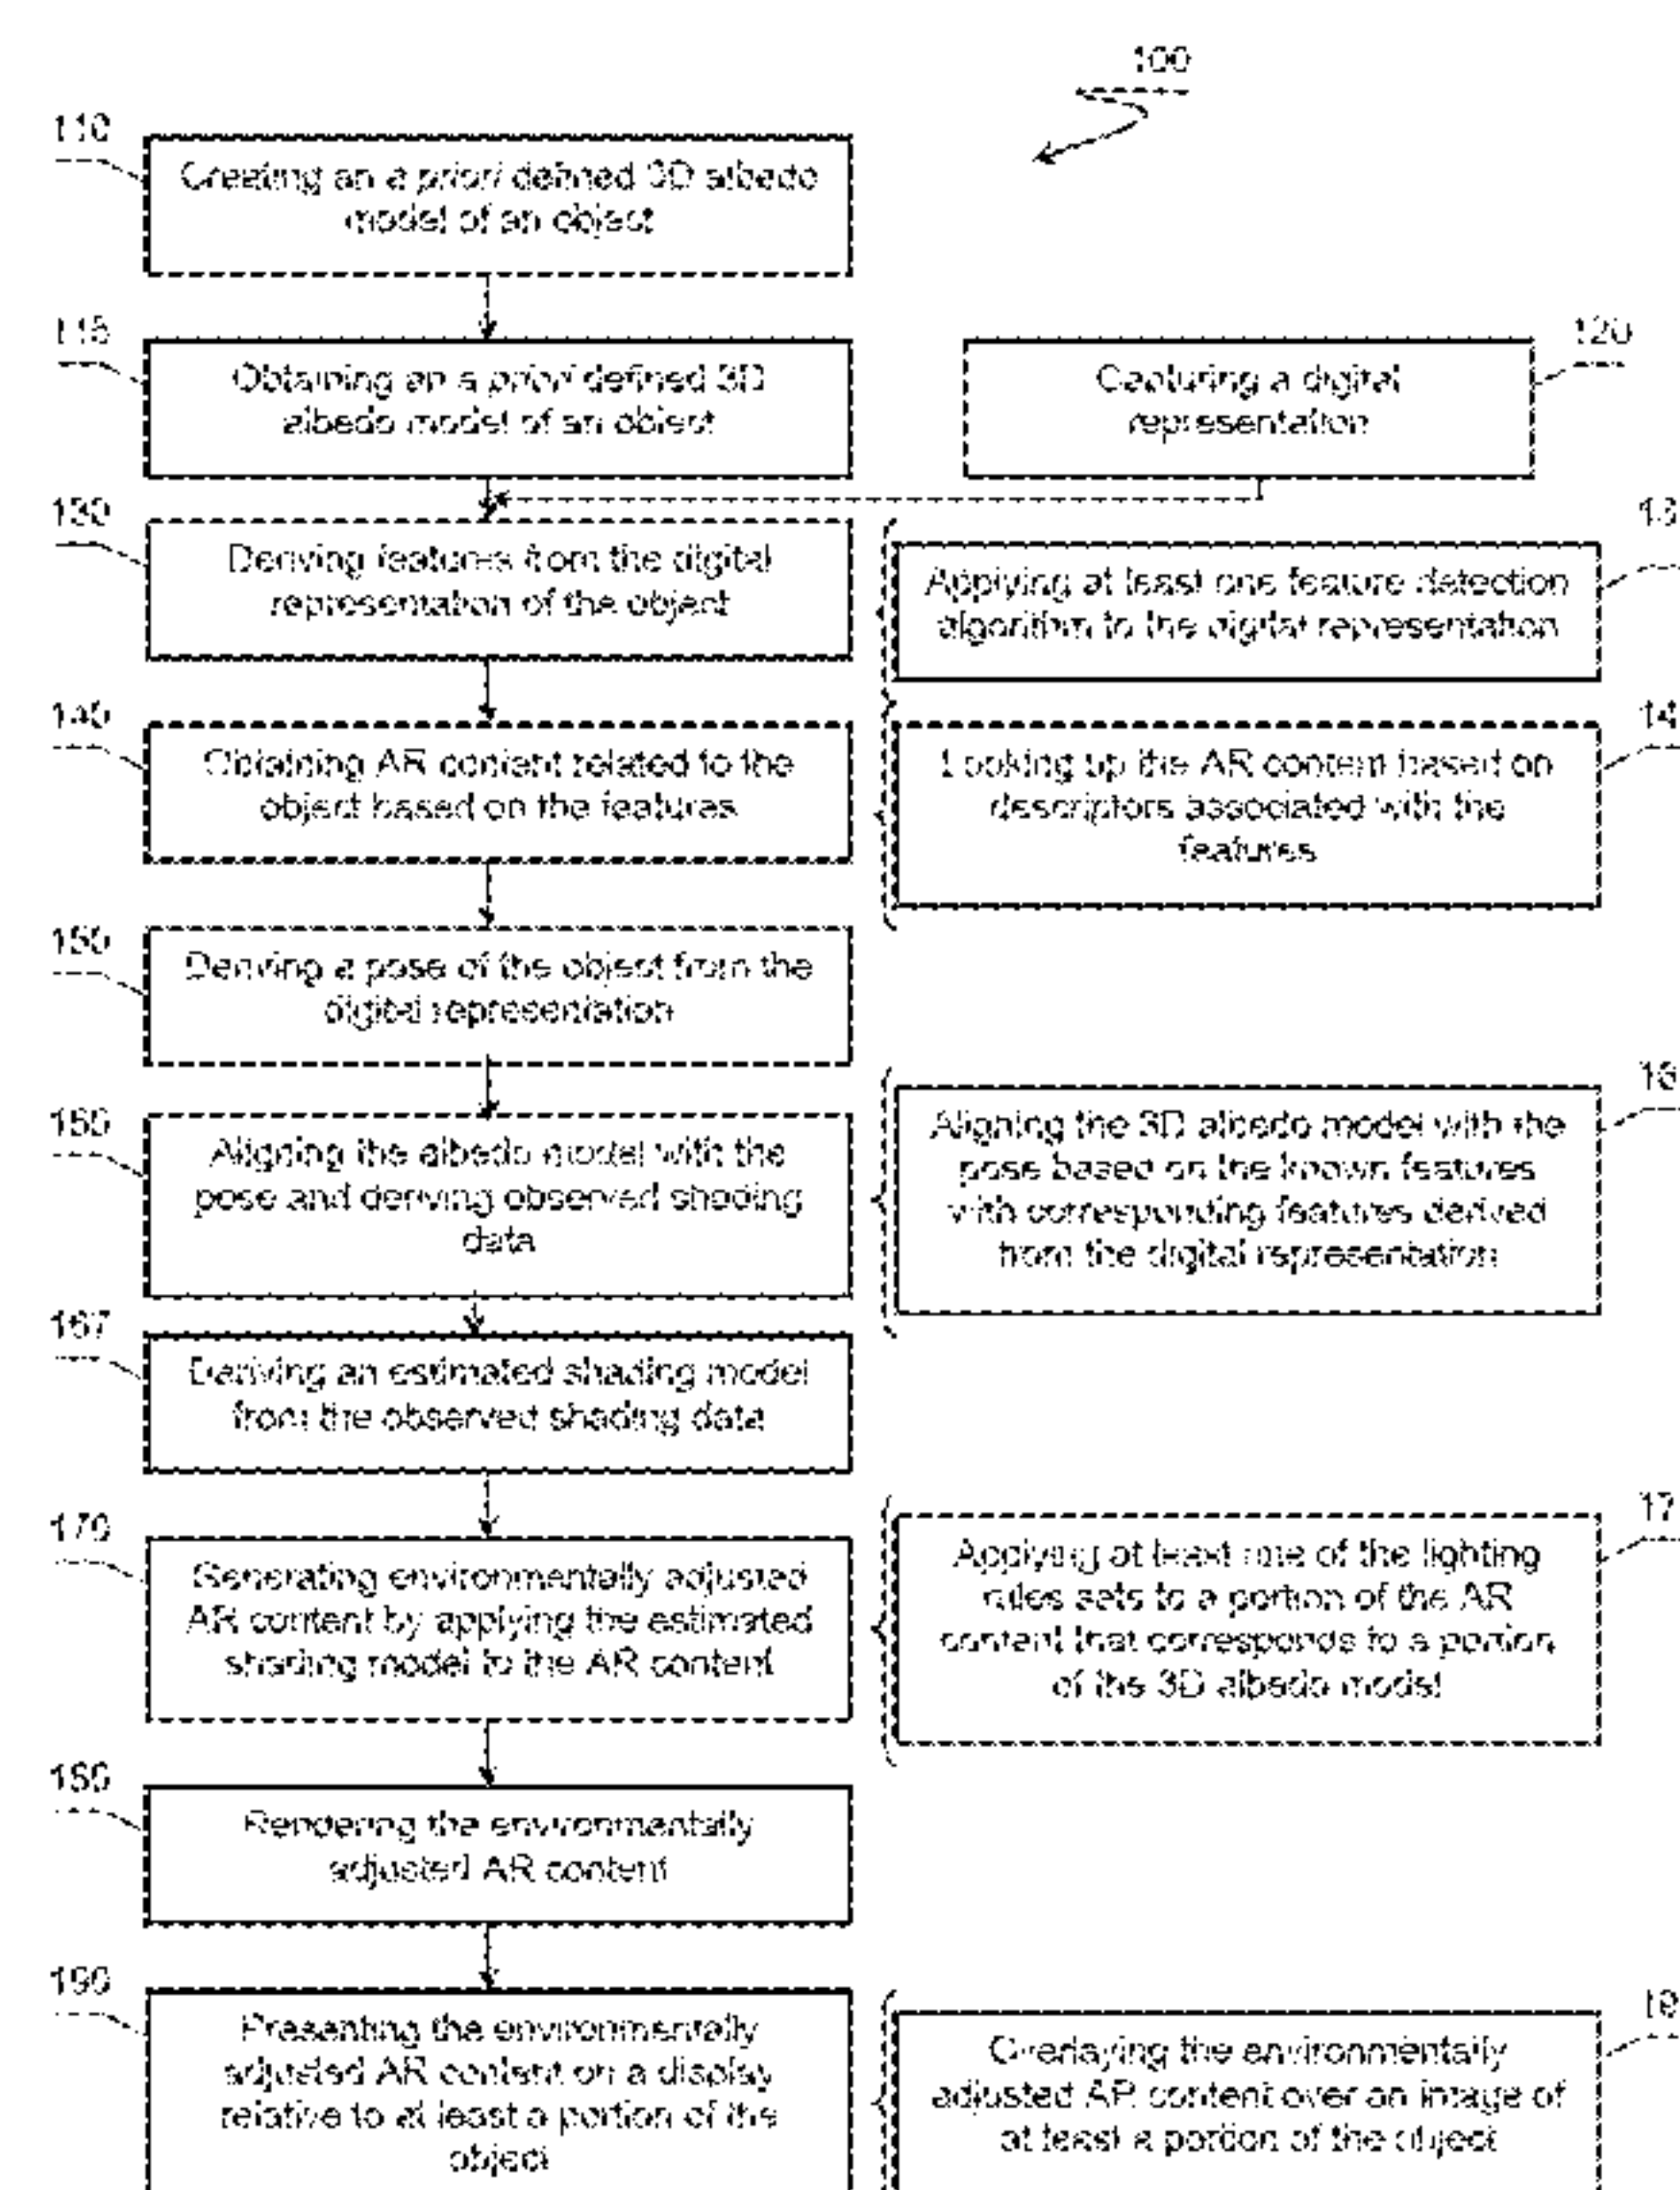 100
110
Creating an a priori defined 3D albedo
model of an object
115
Obtaining an a priori defined 3D
albedo model of an object
120
Capturing a digital
representation
130
Deriving features from the digital
representation of the object
13
Applying at least one feature detection
algorithm to the digital representation
140
Obtaining AR content related to the
object based on the features
14
Looking up the AR content based on
descriptors associated with the
features
150
Deriving a pose of the object from the
digital representation
Aligning the albedo model with the
pose and deriving observed shading
data
16
Aligning the 3D albedo model with the
pose based on the known features
with corresponding features derived
from the digital representation
167
Deriving an estimated shading model
from the observed shading data
170
Generating environmentally adjusted
AR content by applying the estimated
shading model to the AR content
17
Applying at least one of the lighting
rules sets to a portion of the AR
content that corresponds to a portion
of the 3D albedo model
180
Rendering the environmentally
adjusted AR content
190
Presenting the environmentally
adjusted AR content on a display
relative to at least a portion of the
object
19
Overlaying the environmentally
adjusted AR content over an image of
at least a portion of the object